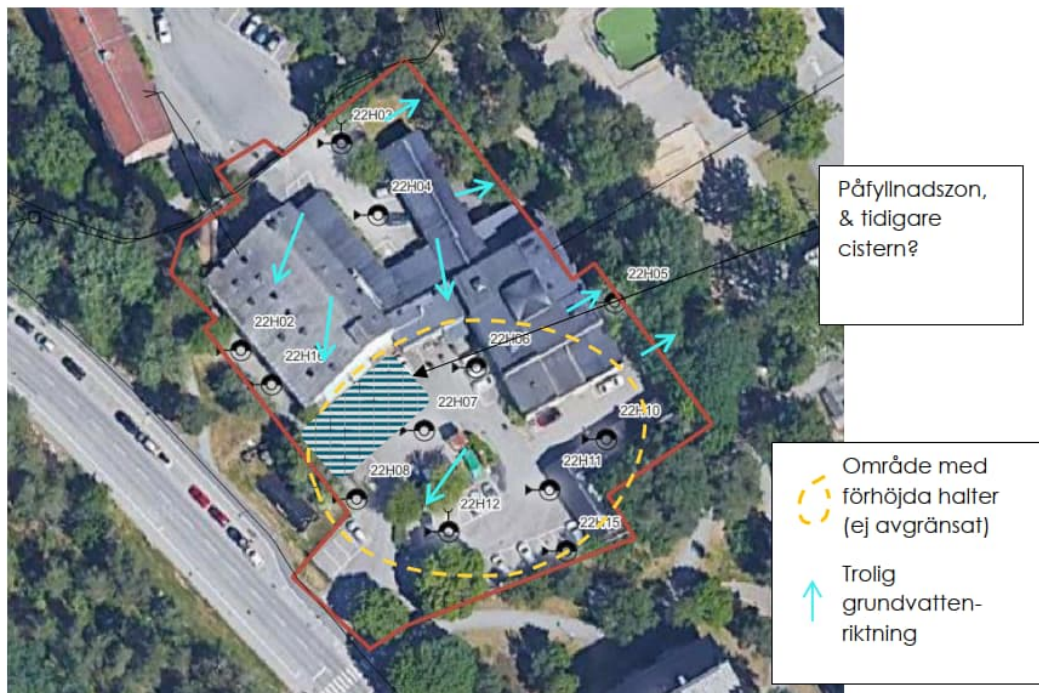 22H03
22H04
22H05
22H02
22H16
22H06
22H07
22H10
22H08
22H11
22H12
22H15
Påfyllnadszon,
& tidigare
cistern?
Område med
förhöjda halter
(ej avgränsat)
Trolig
grundvatten-
riktning